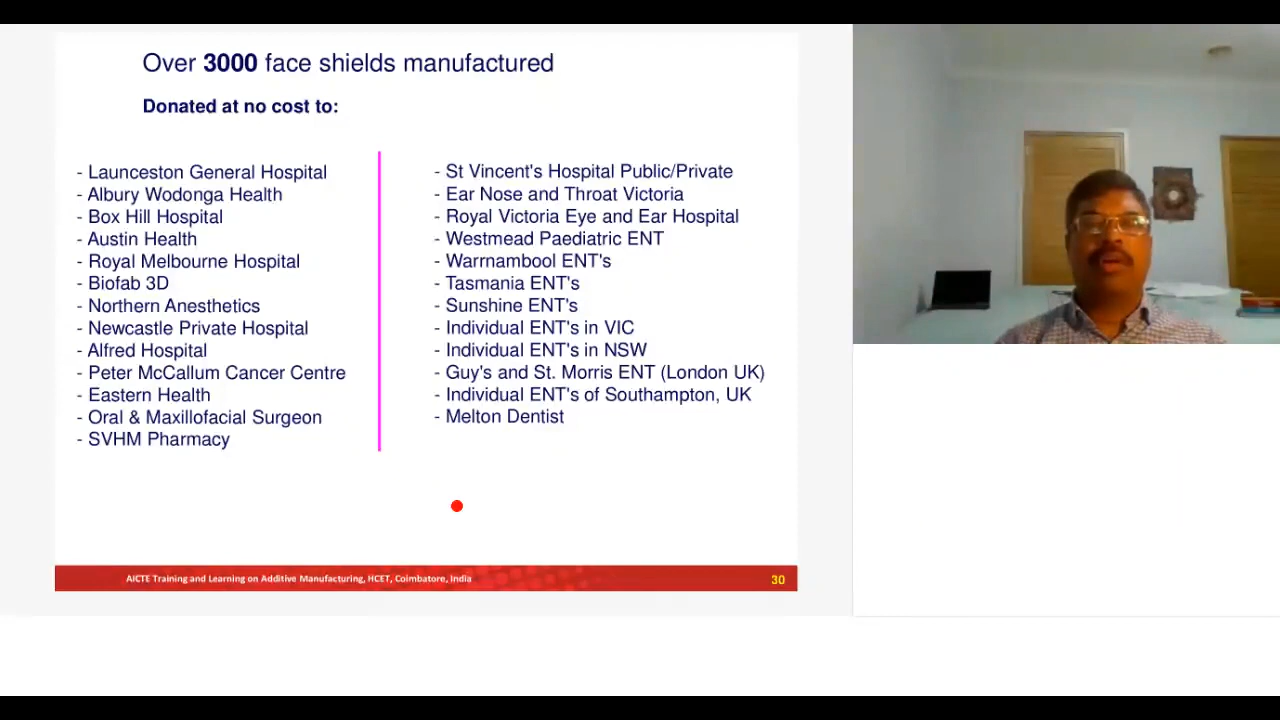 Over 3000 face shields manufactured
Donated at no cost to:
- Launceston General Hospital
- Albury Wodonga Health
- Box Hill Hospital
- Austin Health
- Royal Melbourne Hospital
- Biofab 3D
- Northern Anesthetics
- Newcastle Private Hospital
- Alfred Hospital
- Peter McCallum Cancer Centre
- Eastern Health
- Oral & Maxillofacial Surgeon
- SVHM Pharmacy
- St Vincent's Hospital Public/Private
- Ear Nose and Throat Victoria
- Royal Victoria Eye and Ear Hospital
- Westmead Paediatric ENT
- Warrnambool ENT's
- Tasmania ENT's
- Sunshine ENT's
- Individual ENT's in VIC
- Individual ENT's in NSW
- Guy's and St. Morris ENT (London UK)
- Individual ENT's of Southampton, UK
- Melton Dentist
AICTE Training and Learning on Additive Manufacturing, HCET, Coimbatore, India
30